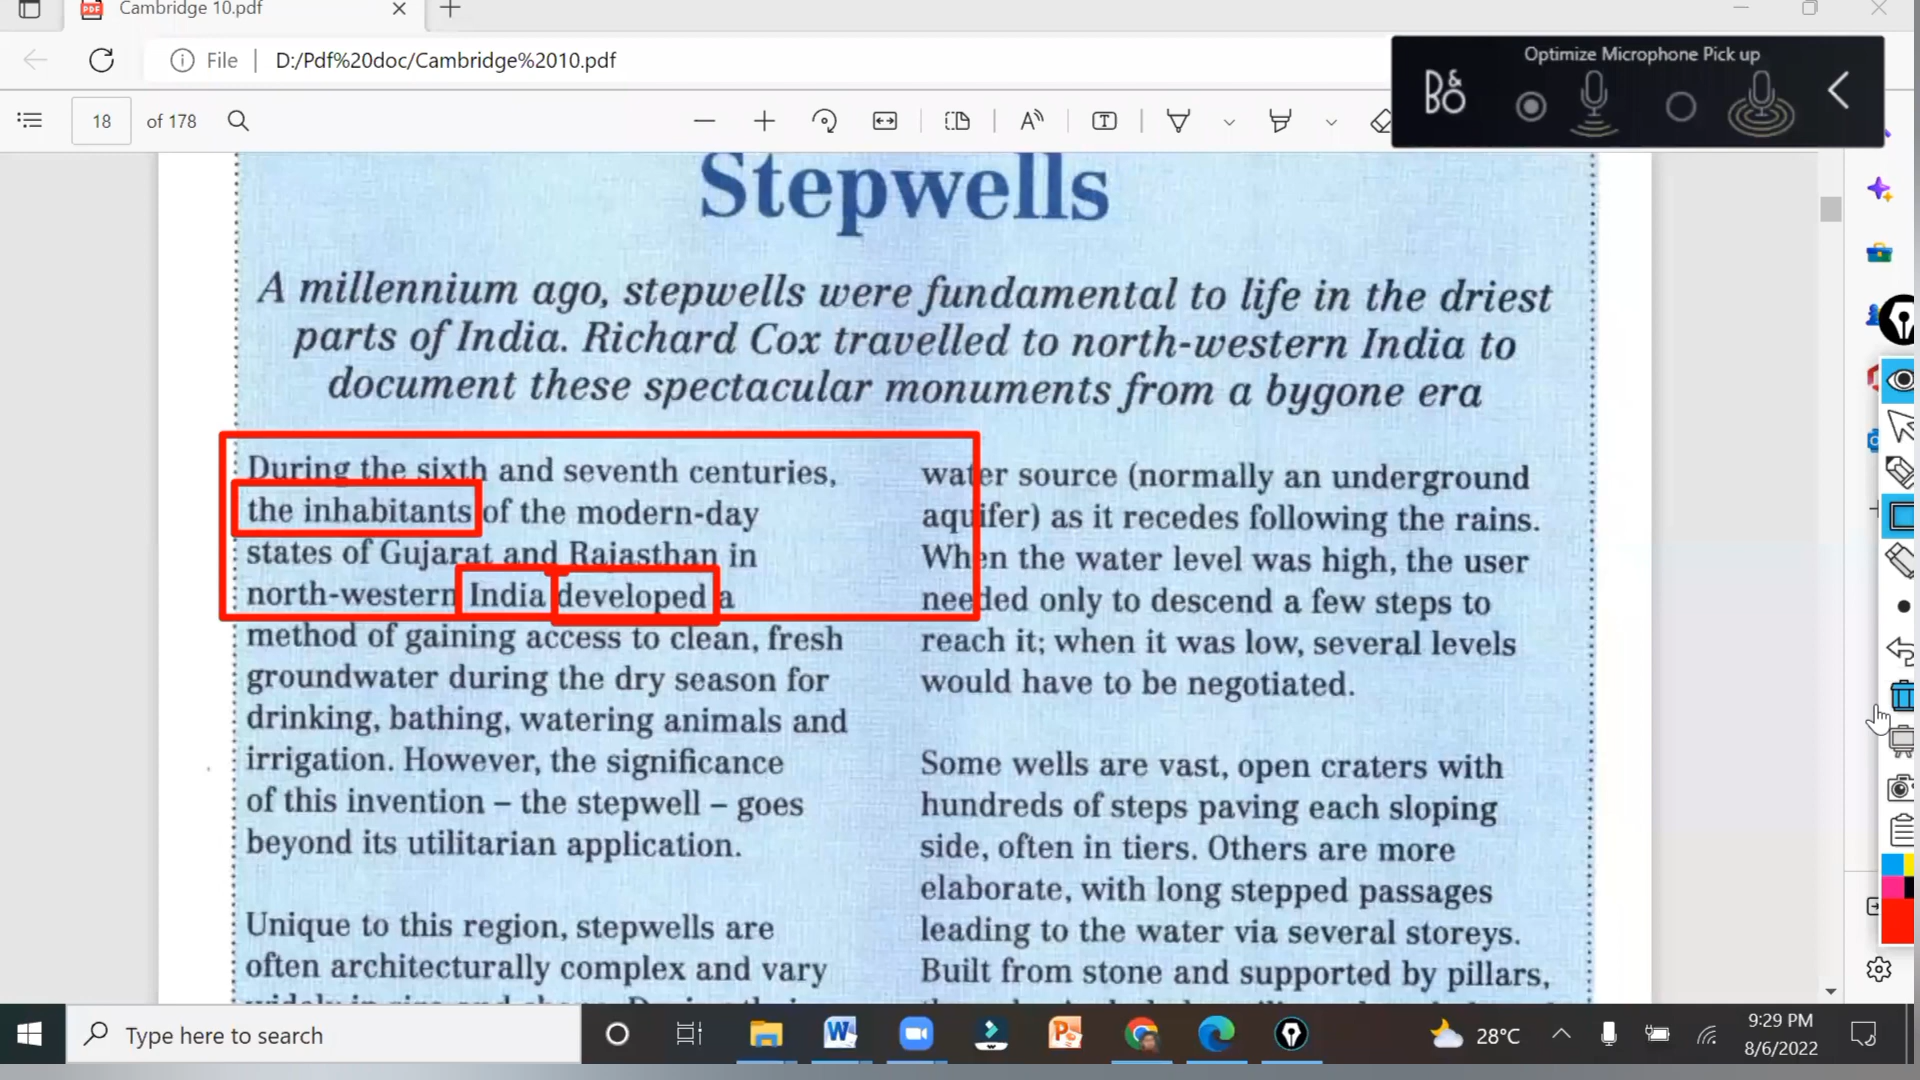 Cambridge 10.pdf
File
D:/Pdf%20doc/Cambridge%2010.pdf
Optimize Microphone Pick up
B&O
18 of 178
Stepwells
A millennium ago, stepwells were fundamental to life in the driest
parts of India. Richard Cox travelled to north-western India to
document these spectacular monuments from a bygone era
During the sixth and seventh centuries,
the inhabitants of the modern-day
states of Gujarat and Rajasthan in
north-western India developed a
method of gaining access to clean, fresh
groundwater during the dry season for
drinking, bathing, watering animals and
irrigation. However, the significance
of this invention – the stepwell – goes
beyond its utilitarian application.
Unique to this region, stepwells are
often architecturally complex and vary
water source (normally an underground
aquifer) as it recedes following the rains.
When the water level was high, the user
needed only to descend a few steps to
reach it; when it was low, several levels
would have to be negotiated.
Some wells are vast, open craters with
hundreds of steps paving each sloping
side, often in tiers. Others are more
elaborate, with long stepped passages
leading to the water via several storeys.
Built from stone and supported by pillars,
Type here to search
28°C
9:29 PM
8/6/2022